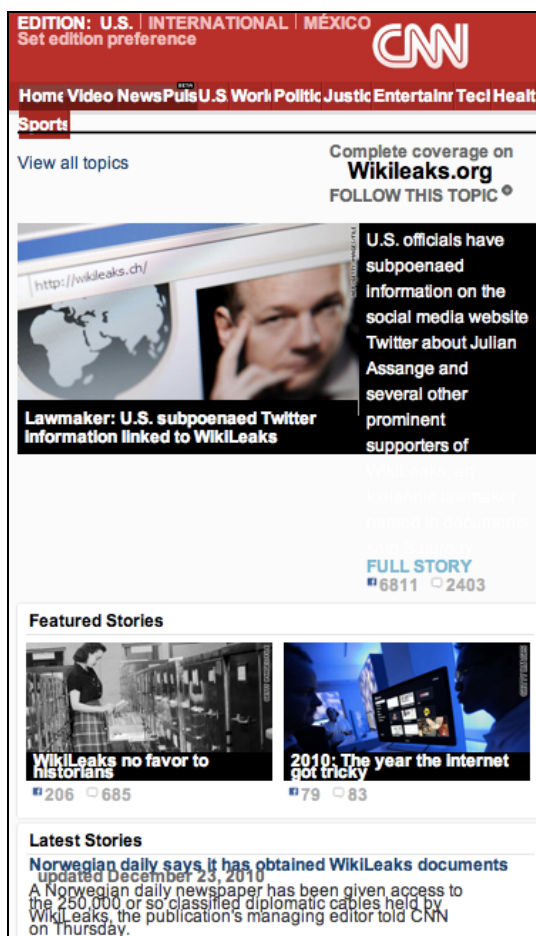 EDITION: U.S. INTERNATIONAL MÉXICO
Set edition preference
CNN
Home Video NewsPulse BETA U.S. World Politics Justice Entertainment Tech Health
Sports
View all topics
Complete coverage on
Wikileaks.org
FOLLOW THIS TOPIC
http://wikileaks.ch/
U.S. officials have
subpoenaed
information on the
social media website
Twitter about Julian
Assange and
several other
prominent
supporters of
Lawmaker: U.S. subpoenaed Twitter
information linked to WikiLeaks
FULL STORY
6811 2403
Featured Stories
WikiLeaks no favor to
historians
206 685
2010: The year the internet
got tricky
79 83
Latest Stories
Norwegian daily says it has obtained WikiLeaks documents
updated December 23, 2010
A Norwegian daily newspaper has been given access to
the 250,000 or so classified diplomatic cables held by
WikiLeaks, the publication's managing editor told CNN
on Thursday.